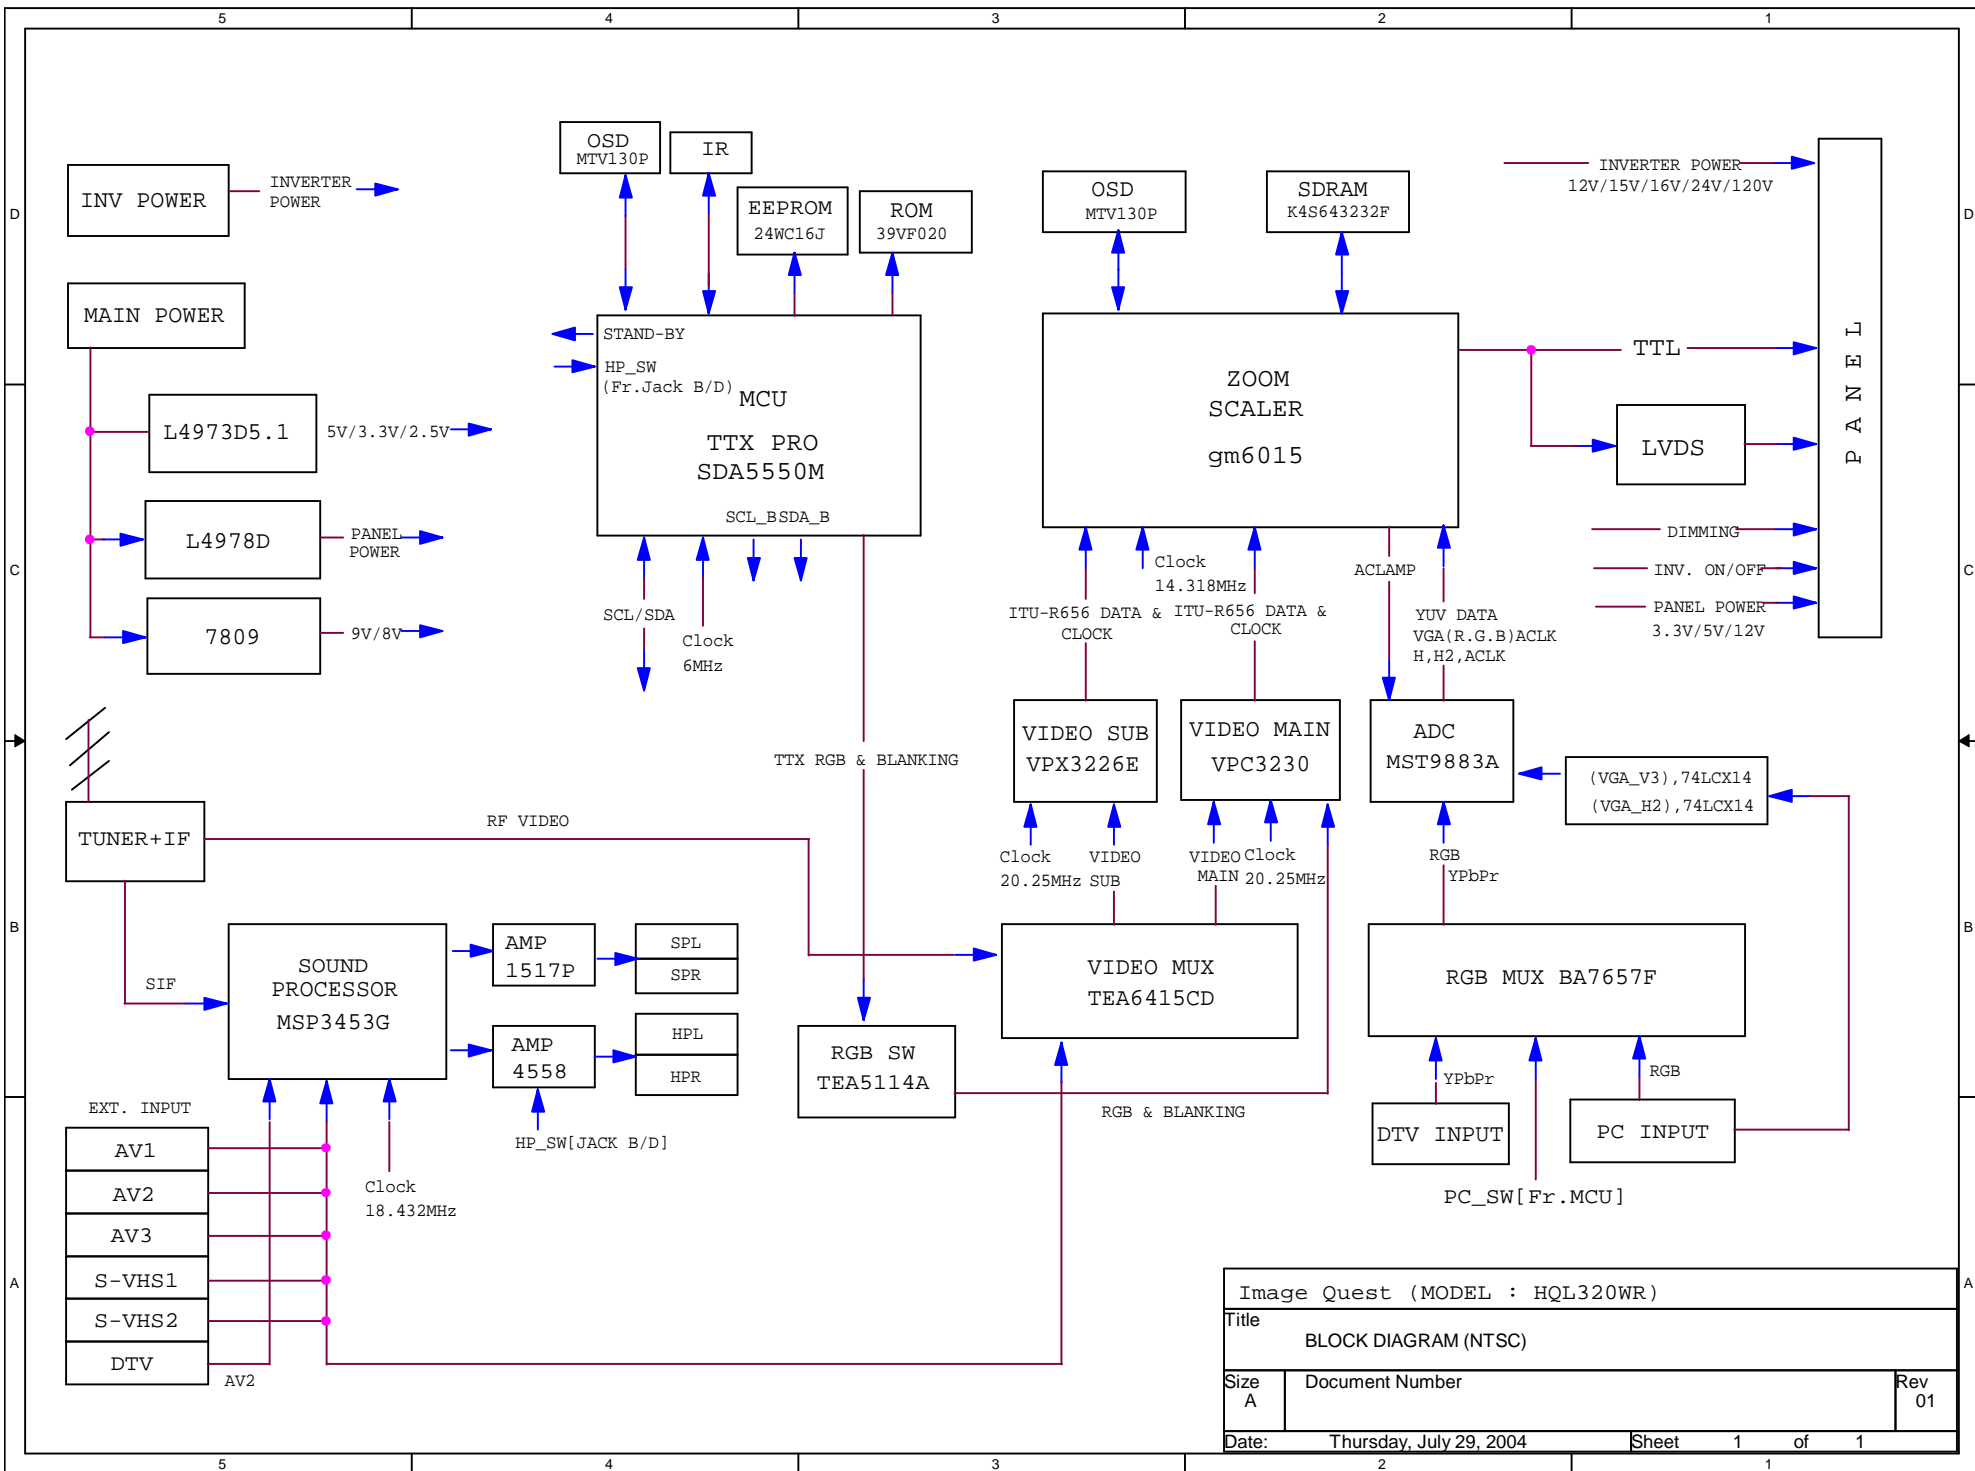 5 4 3 2 1
D
D
C
C
B
B
A
A
INV POWER
INVERTER
POWER
MAIN POWER
L4973D5.1
5V/3.3V/2.5V
L4978D
PANEL
POWER
7809
9V/8V
OSD
MTV130P
IR
EEPROM
24WC16J
ROM
39VF020
STAND-BY
HP_SW
(Fr.Jack B/D)
MCU
TTX PRO
SDA5550M
SCL_BSDA_B
SCL/SDA
Clock
6MHz
TTX RGB & BLANKING
OSD
MTV130P
SDRAM
K4S643232F
ZOOM
SCALER
gm6015
INVERTER POWER
12V/15V/16V/24V/120V
TTL
LVDS
PANEL
DIMMING
INV. ON/OFF
PANEL POWER
3.3V/5V/12V
Clock
14.318MHz
ITU-R656 DATA &
CLOCK
ITU-R656 DATA &
CLOCK
ACLAMP
YUV DATA
VGA(R.G.B)ACLK
H,H2,ACLK
VIDEO SUB
VPX3226E
VIDEO MAIN
VPC3230
ADC
MST9883A
(VGA_V3),74LCX14
(VGA_H2),74LCX14
Clock
20.25MHz
VIDEO
SUB
VIDEO
MAIN
Clock
20.25MHz
RGB
YPbPr
TUNER+IF
RF VIDEO
SIF
SOUND
PROCESSOR
MSP3453G
AMP
1517P
SPL
SPR
AMP
4558
HPL
HPR
HP_SW[JACK B/D]
RGB SW
TEA5114A
VIDEO MUX
TEA6415CD
RGB & BLANKING
RGB MUX BA7657F
YPbPr
RGB
DTV INPUT
PC INPUT
PC_SW[Fr.MCU]
EXT. INPUT
AV1
AV2
AV3
S-VHS1
S-VHS2
DTV
AV2
Clock
18.432MHz
Image Quest (MODEL : HQL320WR)
Title
BLOCK DIAGRAM (NTSC)
Size
A
Document Number
Rev
01
Date: Thursday, July 29, 2004 Sheet 1 of 1
5 4 3 2 1